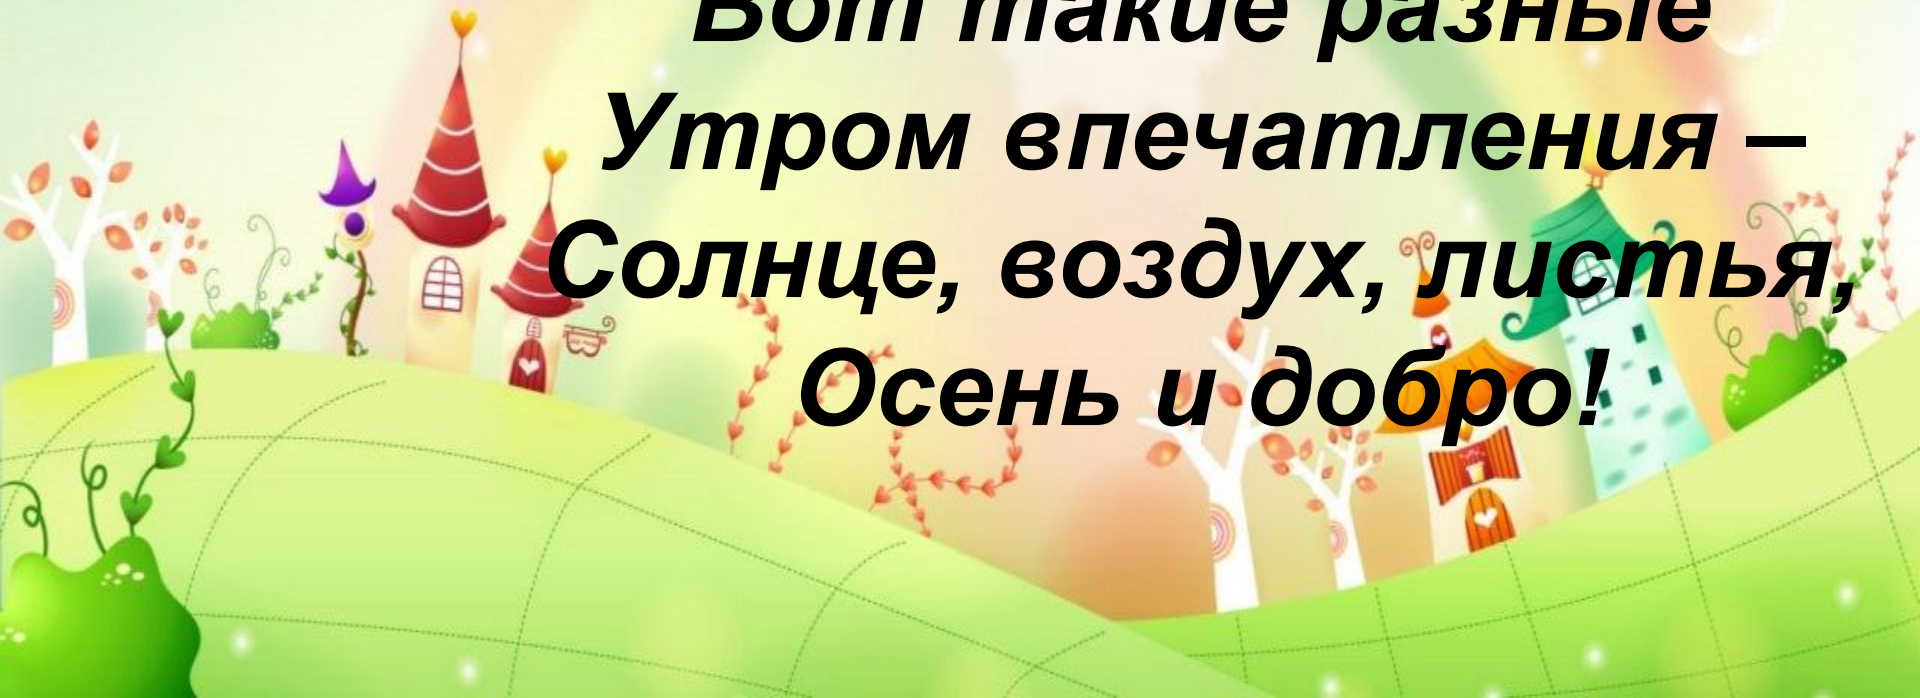 Вот такие разные
Утром впечатления –
Солнце, воздух, листья,
Осень и добро!